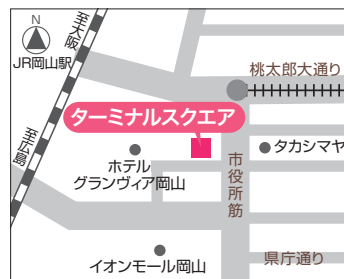 N
至大阪
JR岡山駅
桃太郎大通り
ターミナルスクエア
至広島
ホテル
グランヴィア岡山
タカシマヤ
市役所筋
県庁通り
イオンモール岡山